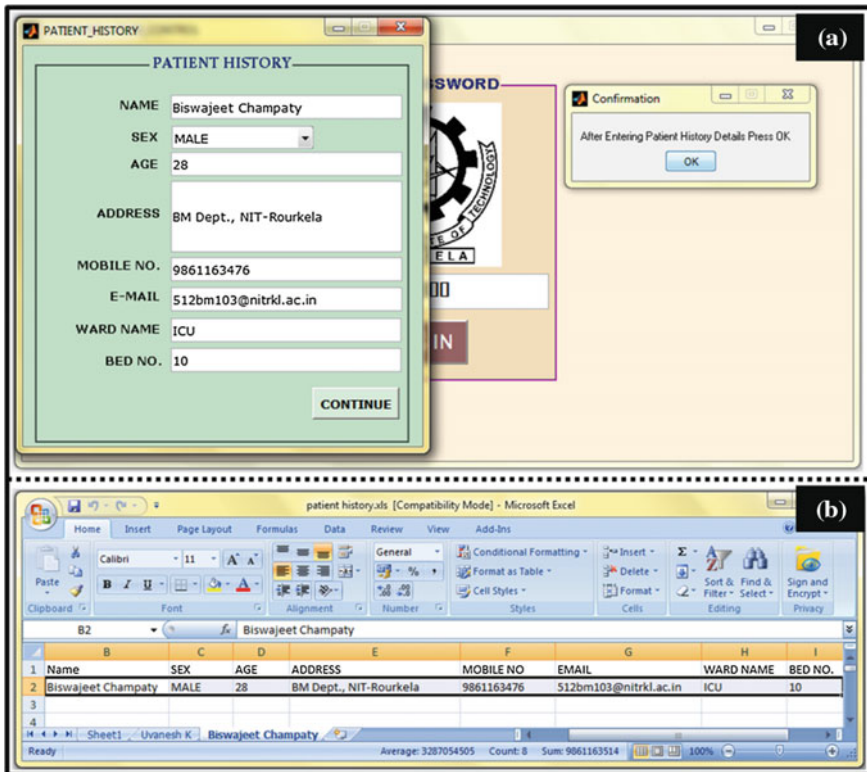 PATIENT_HISTORY
(a)
PATIENT HISTORY
NAME Biswajeet Champaty
SEX MALE
AGE 28
ADDRESS BM Dept., NIT-Rourkela
MOBILE NO. 9861163476
E-MAIL 512bm103@nitrkl.ac.in
WARD NAME ICU
BED NO. 10
CONTINUE
SSWORD
TE OF TECHNOLOGY
ELA
IN
Confirmation
After Entering Patient History Details Press OK
OK
(b)
patient history.xls [Compatibility Mode] - Microsoft Excel
Home Insert Page Layout Formulas Data Review View Add-Ins
Paste
Clipboard
Calibri 11 A A
B I U A
Font
Alignment
General
% ,
Number
Conditional Formatting
Format as Table
Cell Styles
Styles
Insert
Delete
Format
Cells
Σ
Sort & Filter
Find & Select
Editing
Sign and Encrypt
Privacy
B2 fx Biswajeet Champaty
B C D E F G H I
1 Name SEX AGE ADDRESS MOBILE NO EMAIL WARD NAME BED NO.
2 Biswajeet Champaty MALE 28 BM Dept., NIT-Rourkela 9861163476 512bm103@nitrkl.ac.in ICU 10
3
4
Sheet1 Uvanesh K Biswajeet Champaty
Ready Average: 3287054505 Count: 8 Sum: 9861163514 100%